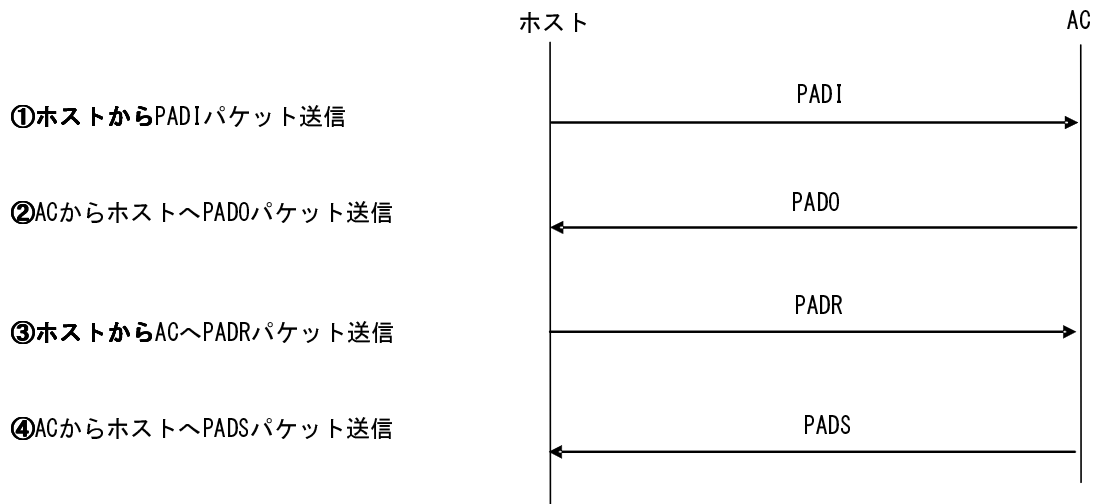 ホスト
AC
①ホストからPADIパケット送信
PADI
②ACからホストへPADOパケット送信
PADO
③ホストからACへPADRパケット送信
PADR
④ACからホストへPADSパケット送信
PADS